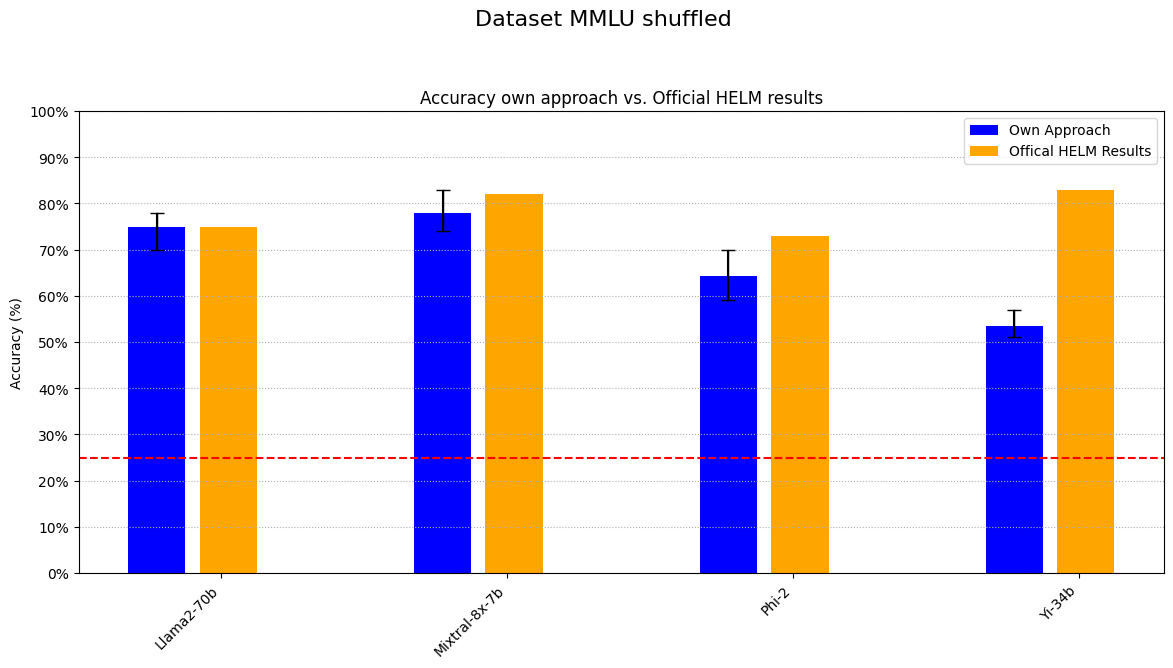 Dataset MMLU shuffled
Accuracy own approach vs. Official HELM results
100%
90%
80%
70%
60%
50%
40%
30%
20%
10%
0%
Accuracy (%)
Own Approach
Offical HELM Results
Llama2-70b
Mixtral-8x-7b
Phi-2
Yi-34b